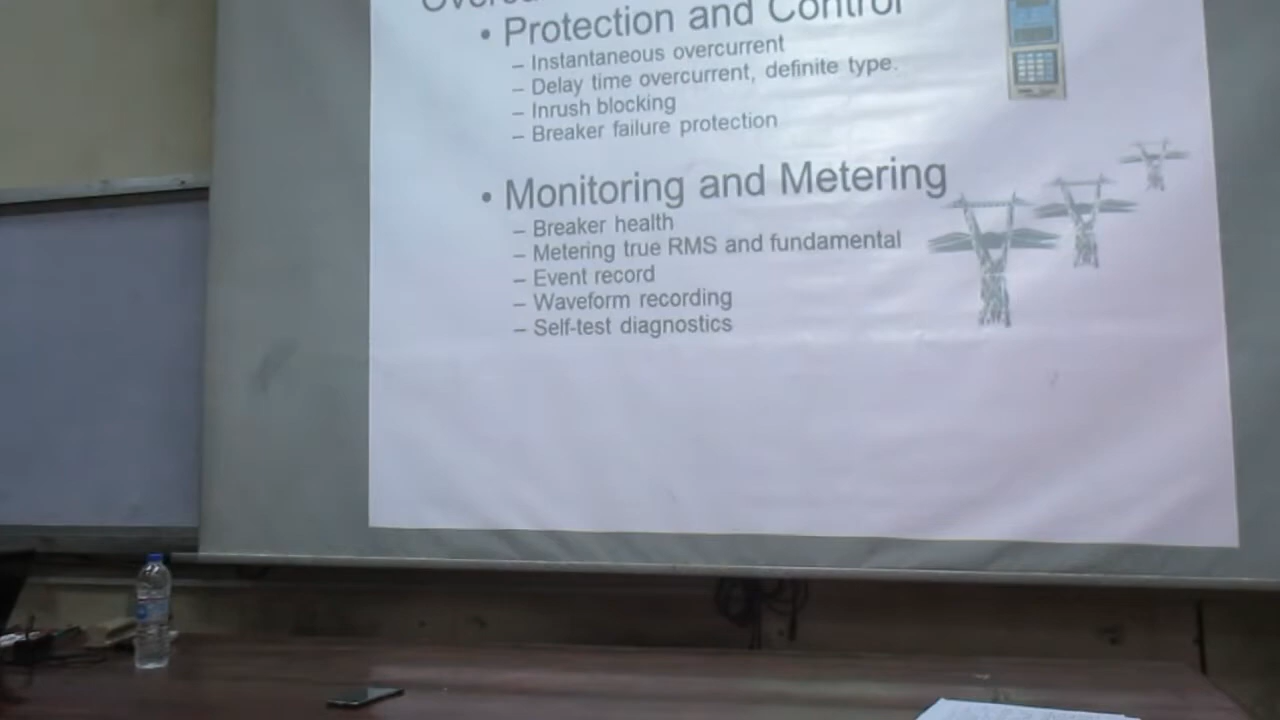 • Protection and Control
– Instantaneous overcurrent
– Delay time overcurrent, definite type.
– Inrush blocking
– Breaker failure protection
• Monitoring and Metering
– Breaker health
– Metering true RMS and fundamental
– Event record
– Waveform recording
– Self-test diagnostics